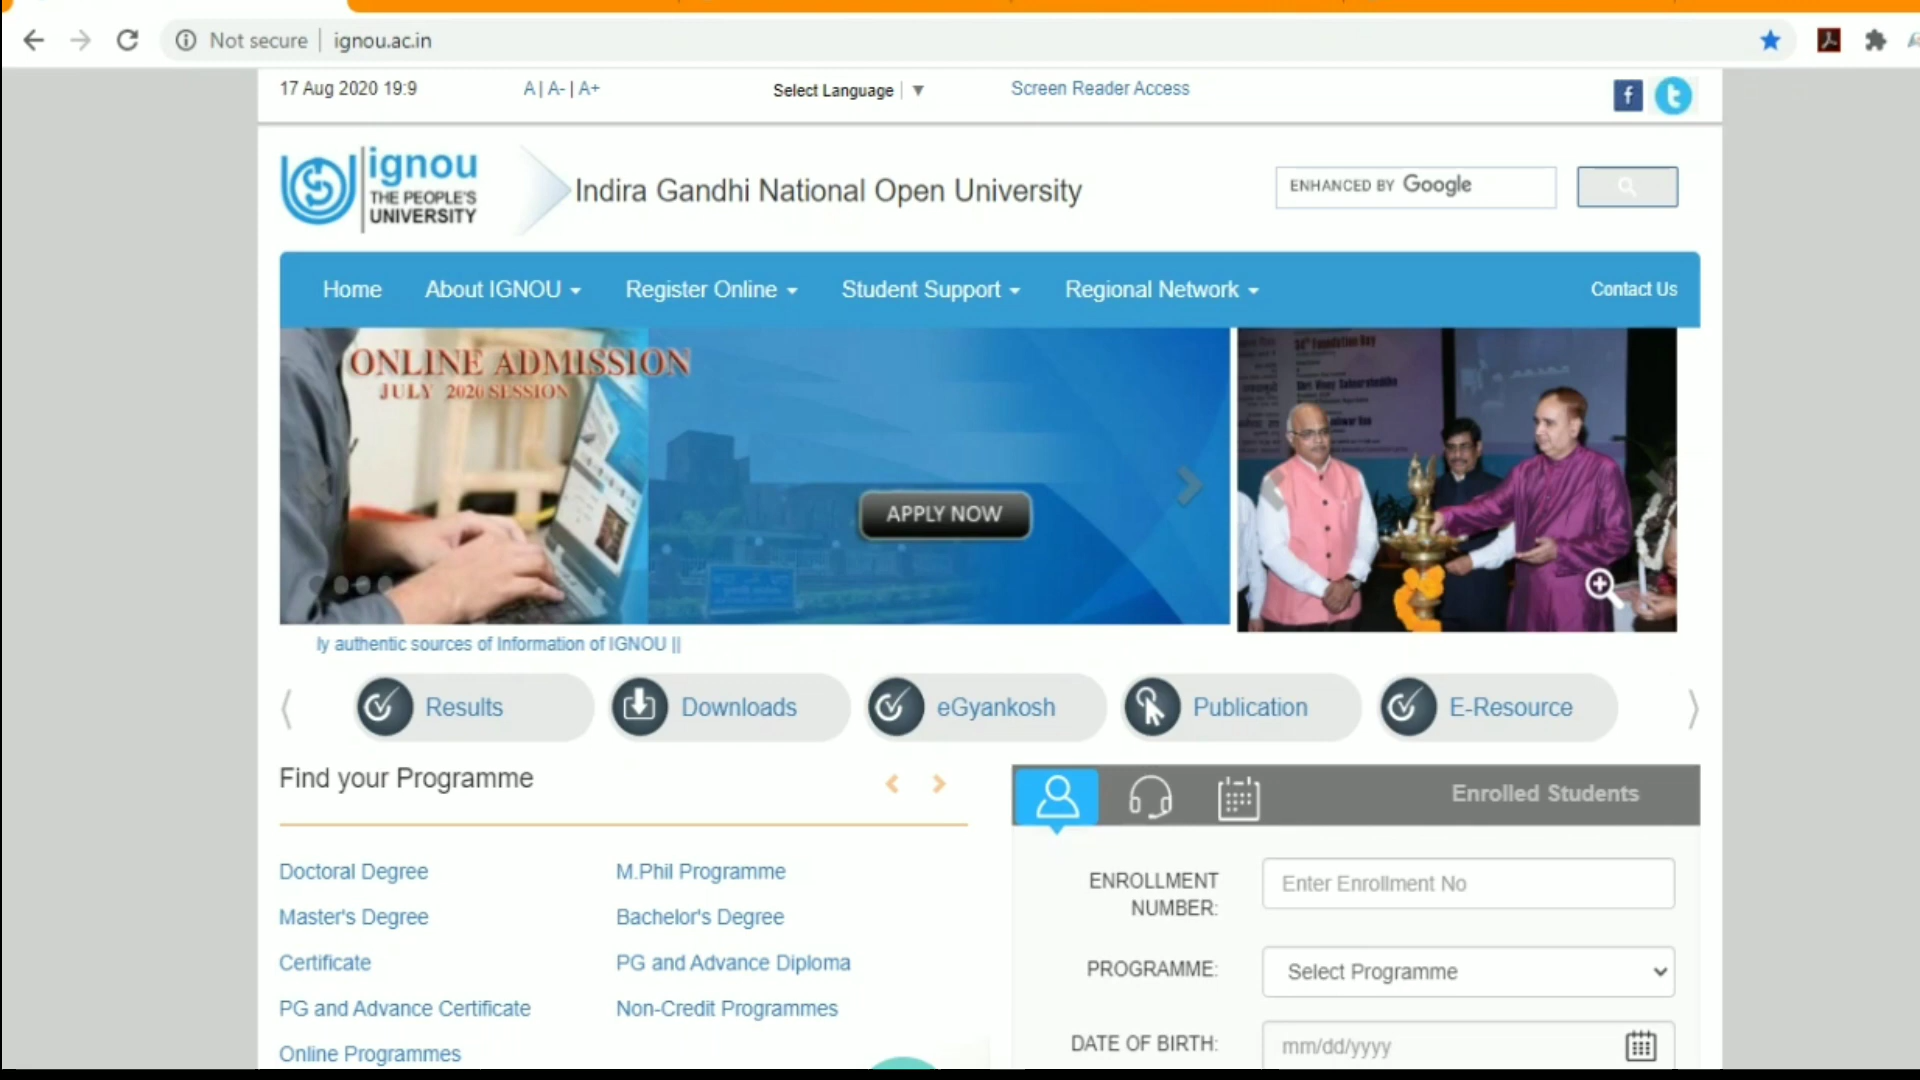 Not secure
ignou.ac.in
17 Aug 2020 19:9
A | A- | A+
Select Language ▼
Screen Reader Access
ignou
THE PEOPLE'S
UNIVERSITY
Indira Gandhi National Open University
ENHANCED BY Google
Home
About IGNOU
Register Online
Student Support
Regional Network
Contact Us
ONLINE ADMISSION
JULY 2020 SESSION
APPLY NOW
34th Foundation Day
ly authentic sources of Information of IGNOU ||
Results
Downloads
eGyankosh
Publication
E-Resource
Find your Programme
Enrolled Students
Doctoral Degree
M.Phil Programme
Master's Degree
Bachelor's Degree
Certificate
PG and Advance Diploma
PG and Advance Certificate
Non-Credit Programmes
Online Programmes
ENROLLMENT
NUMBER:
Enter Enrollment No
PROGRAMME:
Select Programme
DATE OF BIRTH:
mm/dd/yyyy